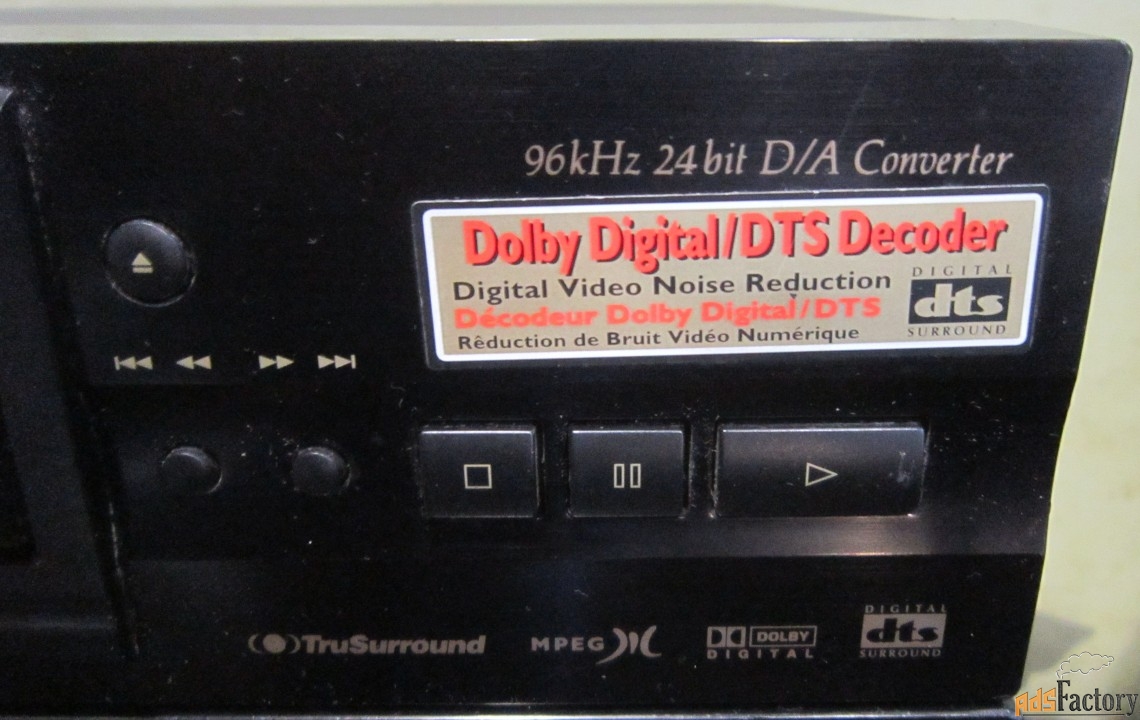 96kHz 24bit D/A Converter
Dolby Digital/DTS Decoder
Digital Video Noise Reduction
Décodeur Dolby Digital/DTS
Rêduction de Bruit Vidéo Numérique
DIGITAL
dts
SURROUND
TruSurround
MPEG
DOLBY
DIGITAL
DIGITAL
dts
SURROUND
AdsFactory